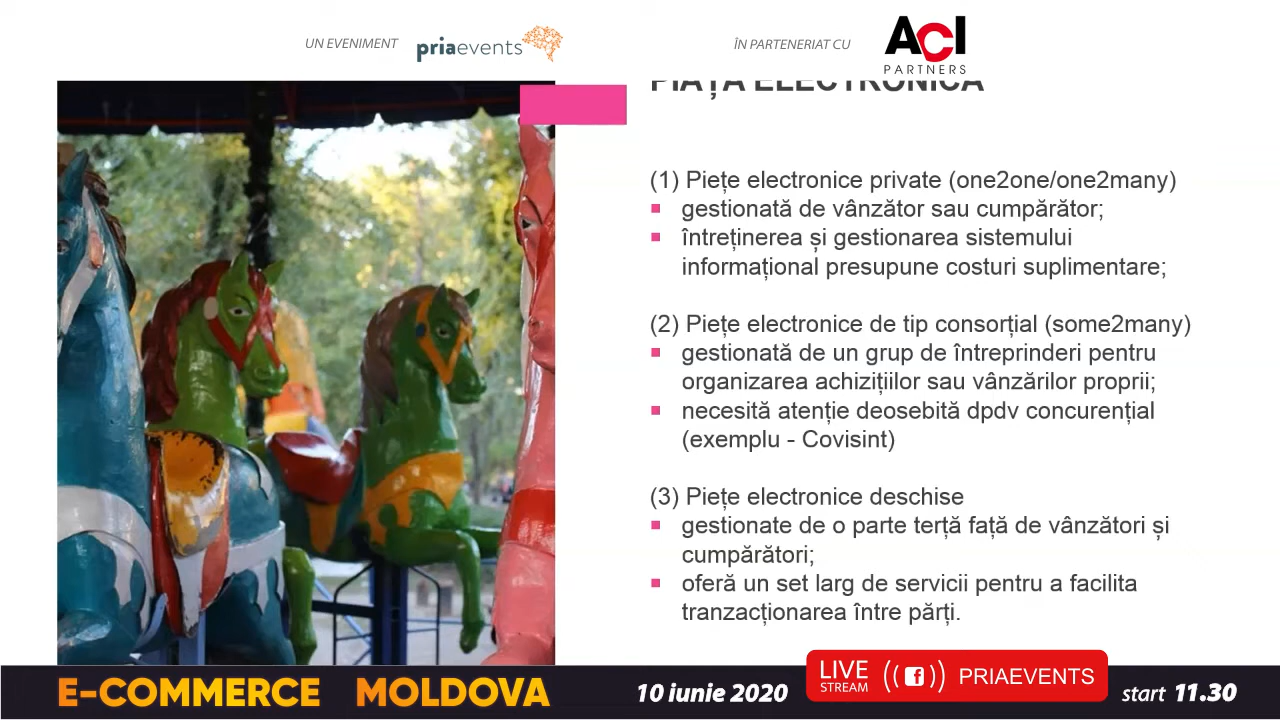 UN EVENIMENT
priaevents
ÎN PARTENERIAT CU
ACI
PARTNERS
PIAȚA ELECTRONICĂ
(1) Piețe electronice private (one2one/one2many)
gestionată de vânzător sau cumpărător;
întreținerea și gestionarea sistemului
informațional presupune costuri suplimentare;
(2) Piețe electronice de tip consorțial (some2many)
gestionată de un grup de întreprinderi pentru
organizarea achizițiilor sau vânzărilor proprii;
necesită atenție deosebită dpdv concurențial
(exemplu - Covisint)
(3) Piețe electronice deschise
gestionate de o parte terță față de vânzători și
cumpărători;
oferă un set larg de servicii pentru a facilita
tranzacționarea între părți.
E-COMMERCE MOLDOVA
10 iunie 2020
LIVE
STREAM
PRIAEVENTS
start 11.30